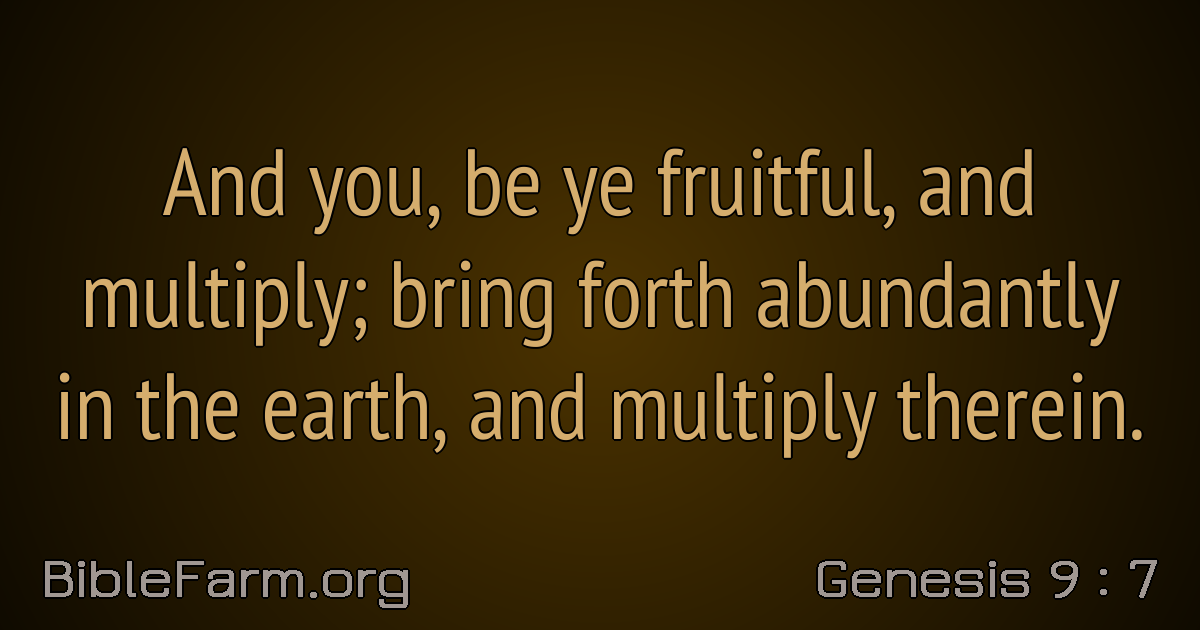 And you, be ye fruitful, and
multiply; bring forth abundantly
in the earth, and multiply therein.
BibleFarm.org
Genesis 9 : 7